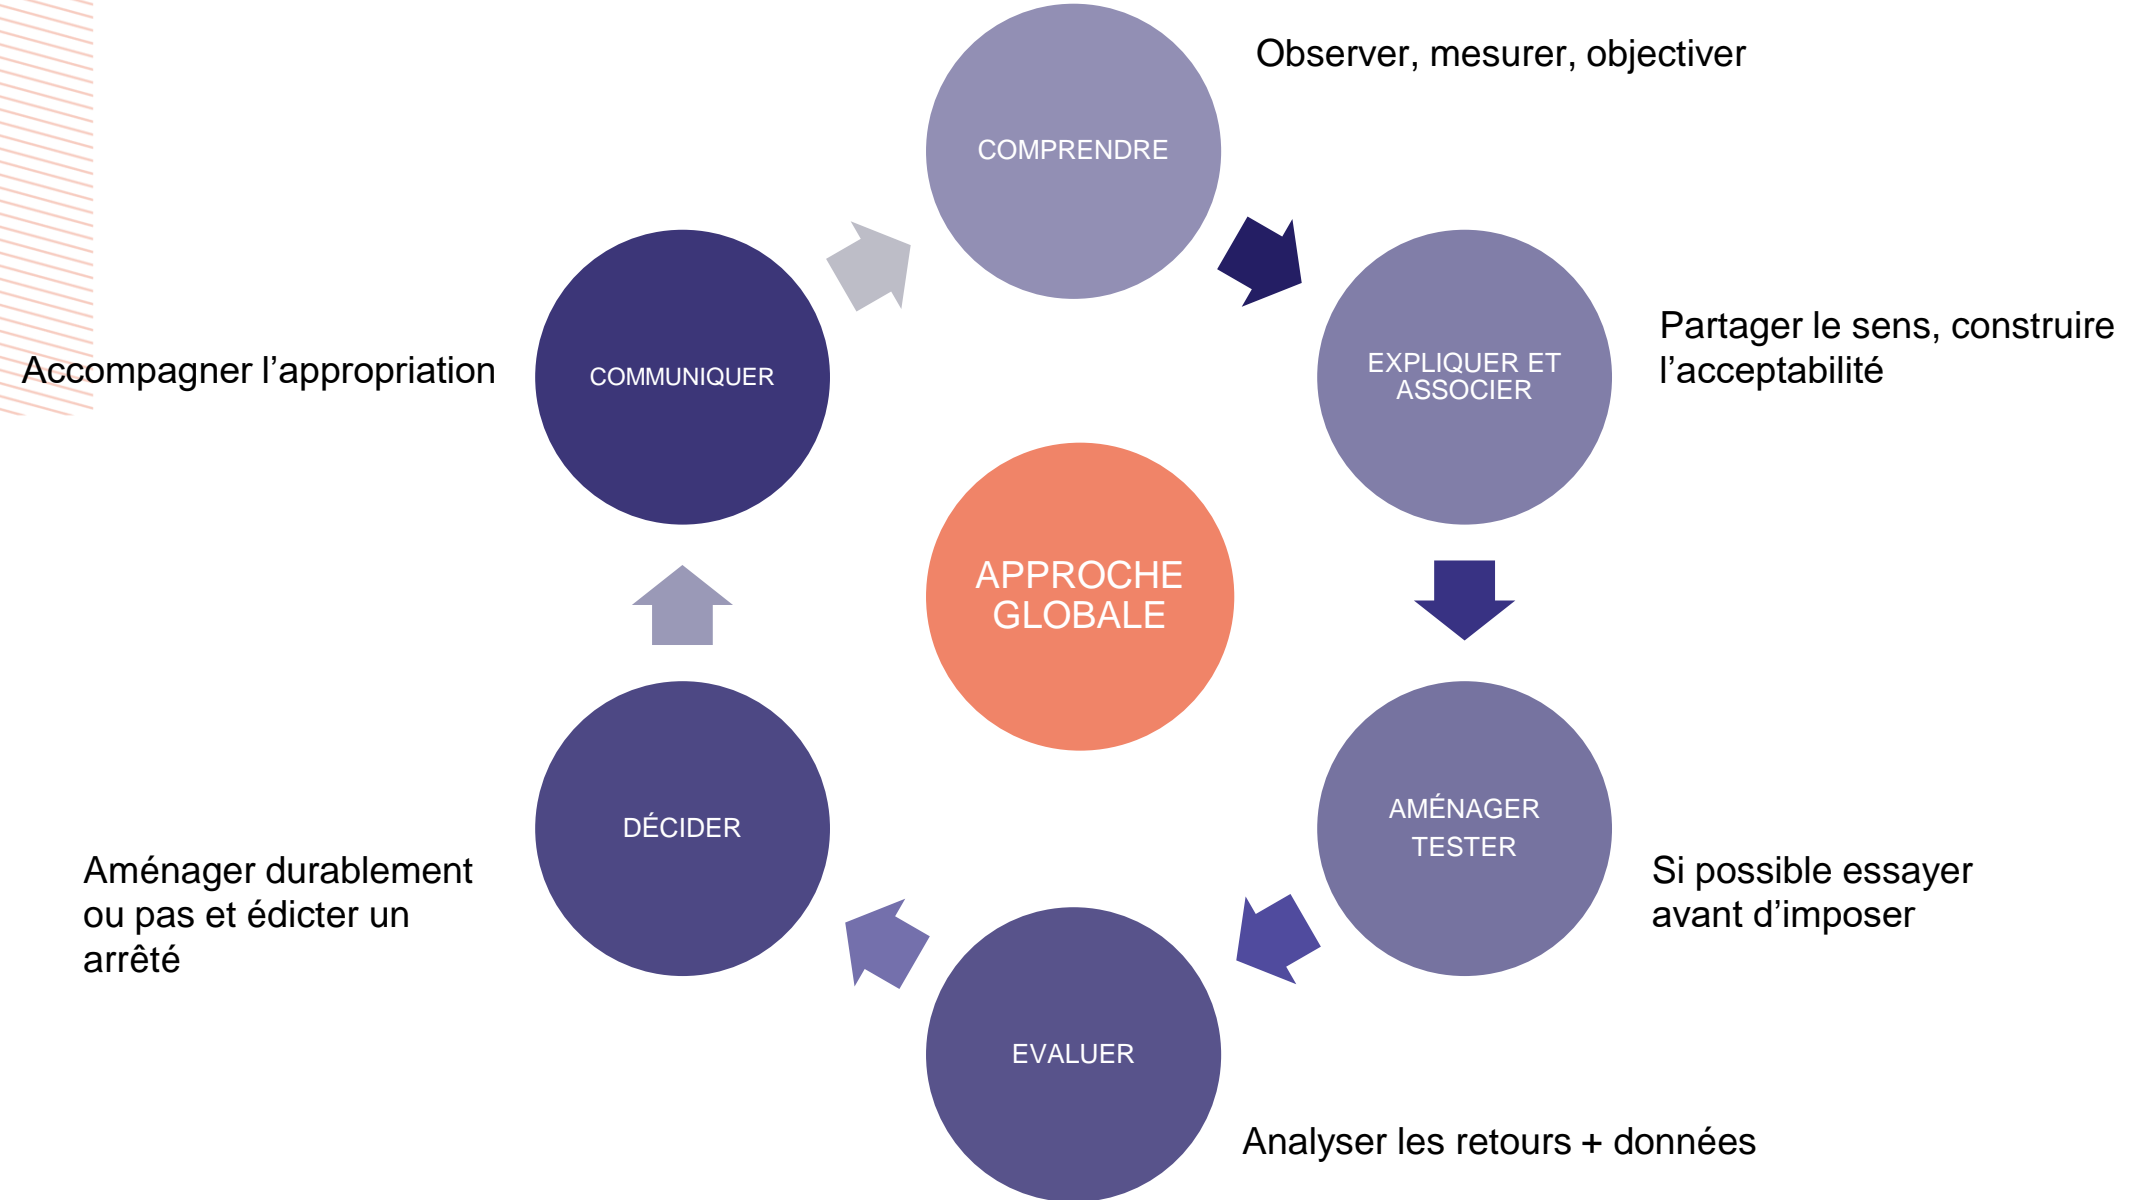 COMPRENDRE
Observer, mesurer, objectiver
EXPLIQUER ET
ASSOCIER
Partager le sens, construire
l’acceptabilité
AMÉNAGER
TESTER
Si possible essayer
avant d’imposer
EVALUER
Analyser les retours + données
DÉCIDER
Aménager durablement
ou pas et édicter un
arrêté
COMMUNIQUER
Accompagner l’appropriation
APPROCHE
GLOBALE